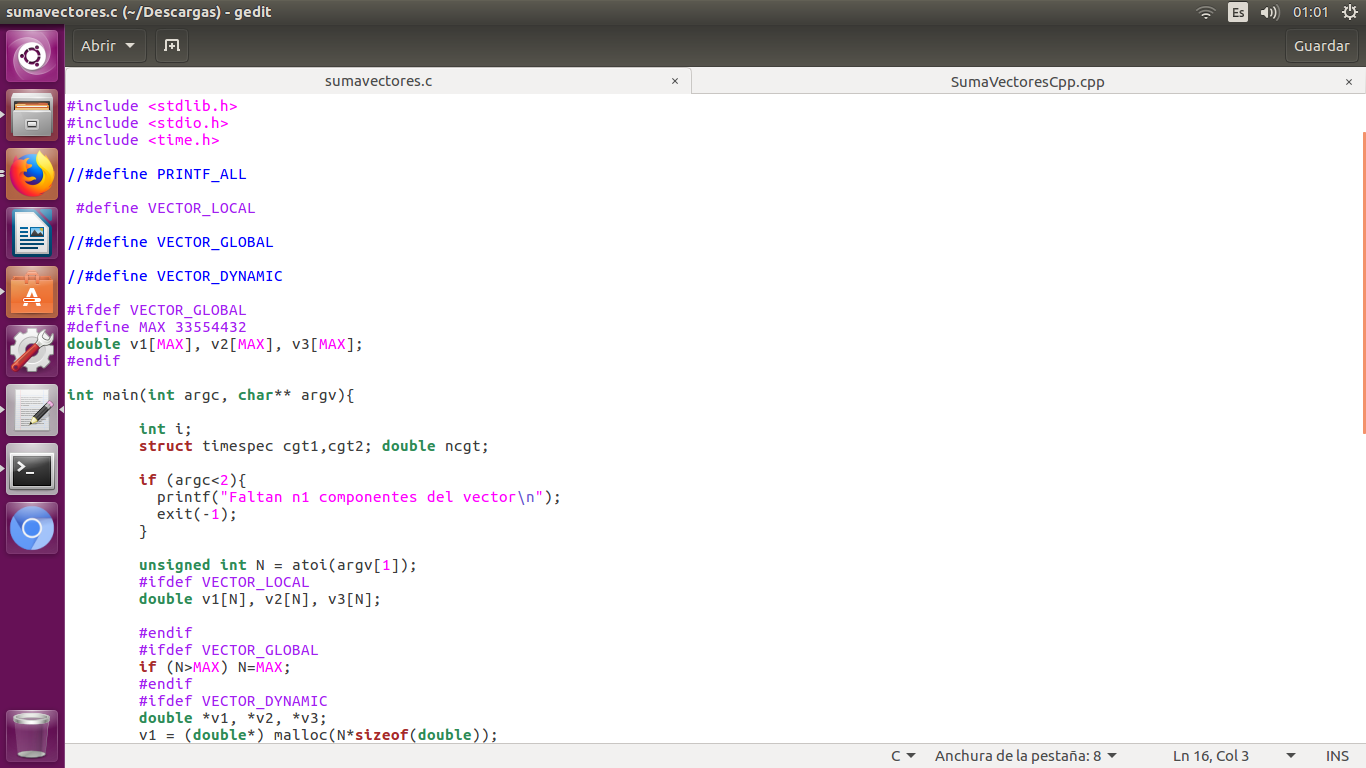 sumavectores.c (~/Descargas) - gedit
Es
01:01
Abrir
Guardar
sumavectores.c ×
SumaVectoresCpp.cpp ×
#include <stdlib.h>
#include <stdio.h>
#include <time.h>
//#define PRINTF_ALL
#define VECTOR_LOCAL
//#define VECTOR_GLOBAL
//#define VECTOR_DYNAMIC
#ifdef VECTOR_GLOBAL
#define MAX 33554432
double v1[MAX], v2[MAX], v3[MAX];
#endif
int main(int argc, char** argv){
int i;
struct timespec cgt1,cgt2; double ncgt;
if (argc<2){
printf("Faltan n1 componentes del vector\n");
exit(-1);
}
unsigned int N = atoi(argv[1]);
#ifdef VECTOR_LOCAL
double v1[N], v2[N], v3[N];
#endif
#ifdef VECTOR_GLOBAL
if (N>MAX) N=MAX;
#endif
#ifdef VECTOR_DYNAMIC
double *v1, *v2, *v3;
v1 = (double*) malloc(N*sizeof(double));
C
Anchura de la pestaña: 8
Ln 16, Col 3
INS